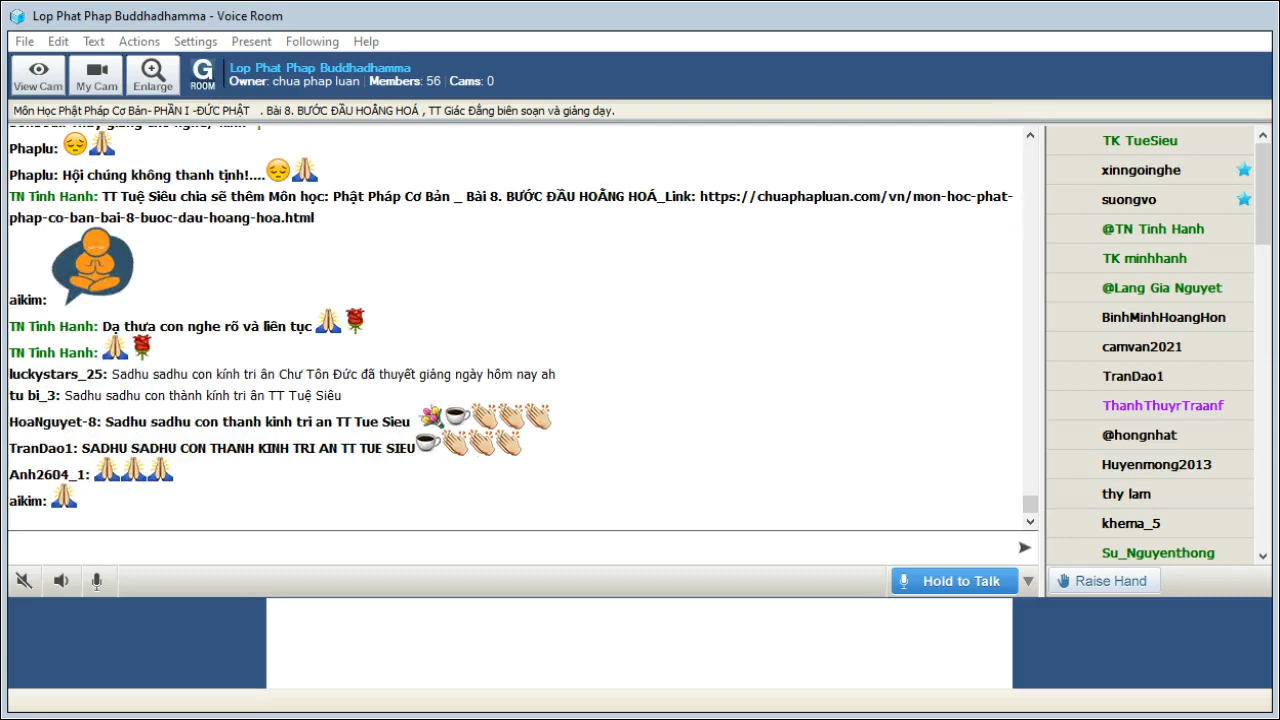 Lop Phat Phap Buddhadhamma - Voice Room
File Edit Text Actions Settings Present Following Help
View Cam My Cam Enlarge G ROOM
Lop Phat Phap Buddhadhamma
Owner: chua phap luan Members: 56 Cams: 0
Môn Học Phật Pháp Cơ Bản- PHẦN I -ĐỨC PHẬT . Bài 8. BƯỚC ĐẦU HOẰNG HOÁ , TT Giác Đẳng biên soạn và giảng dạy.
Phaplu:
Phaplu: Hội chúng không thanh tịnh!....
TN Tinh Hanh: TT Tuệ Siêu chia sẽ thêm Môn học: Phật Pháp Cơ Bản _ Bài 8. BƯỚC ĐẦU HOẰNG HOÁ_Link: https://chuaphapluan.com/vn/mon-hoc-phat-
phap-co-ban-bai-8-buoc-dau-hoang-hoa.html
aikim:
TN Tinh Hanh: Dạ thưa con nghe rõ và liên tục
TN Tinh Hanh:
luckystars_25: Sadhu sadhu con kính tri ân Chư Tôn Đức đã thuyết giảng ngày hôm nay ah
tu bi_3: Sadhu sadhu con thành kính tri ân TT Tuệ Siêu
HoaNguyet-8: Sadhu sadhu con thanh kinh tri an TT Tue Sieu
TranDao1: SADHU SADHU CON THANH KINH TRI AN TT TUE SIEU
Anh2604_1:
aikim:
TK TueSieu
xinngoinghe
suongvo
@TN Tinh Hanh
TK minhhanh
@Lang Gia Nguyet
BinhMinhHoangHon
camvan2021
TranDao1
ThanhThuyrTraanf
@hongnhat
Huyenmong2013
thy lam
khema_5
Su_Nguyenthong
Hold to Talk
Raise Hand